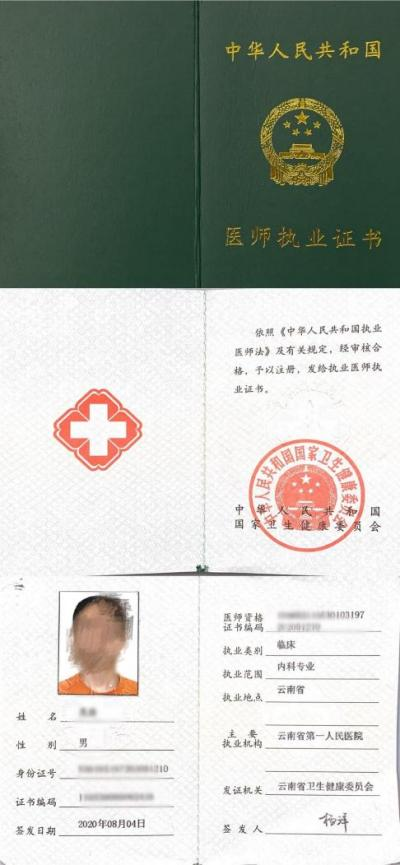 中华人民共和国
医师执业证书
依照《中华人民共和国执业
医师法》及有关规定，经审核合
格，予以注册，发给执业医师执
业证书。
中华人民共和国国家卫生健康委员会
中华人民共和国
国家卫生健康委员会
姓名
性别 男
身份证号 210
证书编码
签发日期 2020年08月04日
医师资格 30103197
证书编码
执业类别 临床
执业范围 内科专业
执业地点 云南省
主要
执业机构 云南省第一人民医院
发证机关 云南省卫生健康委员会
签发人